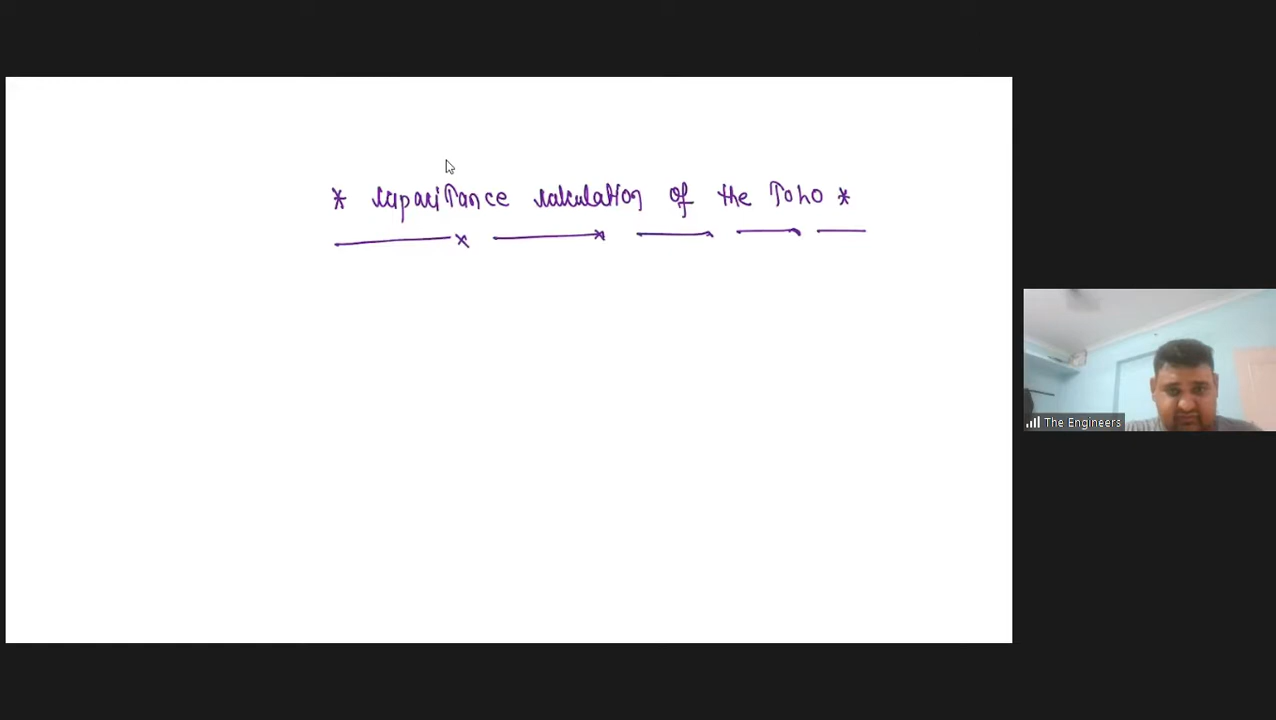 * capacitance calculation of the Toho *
The Engineers